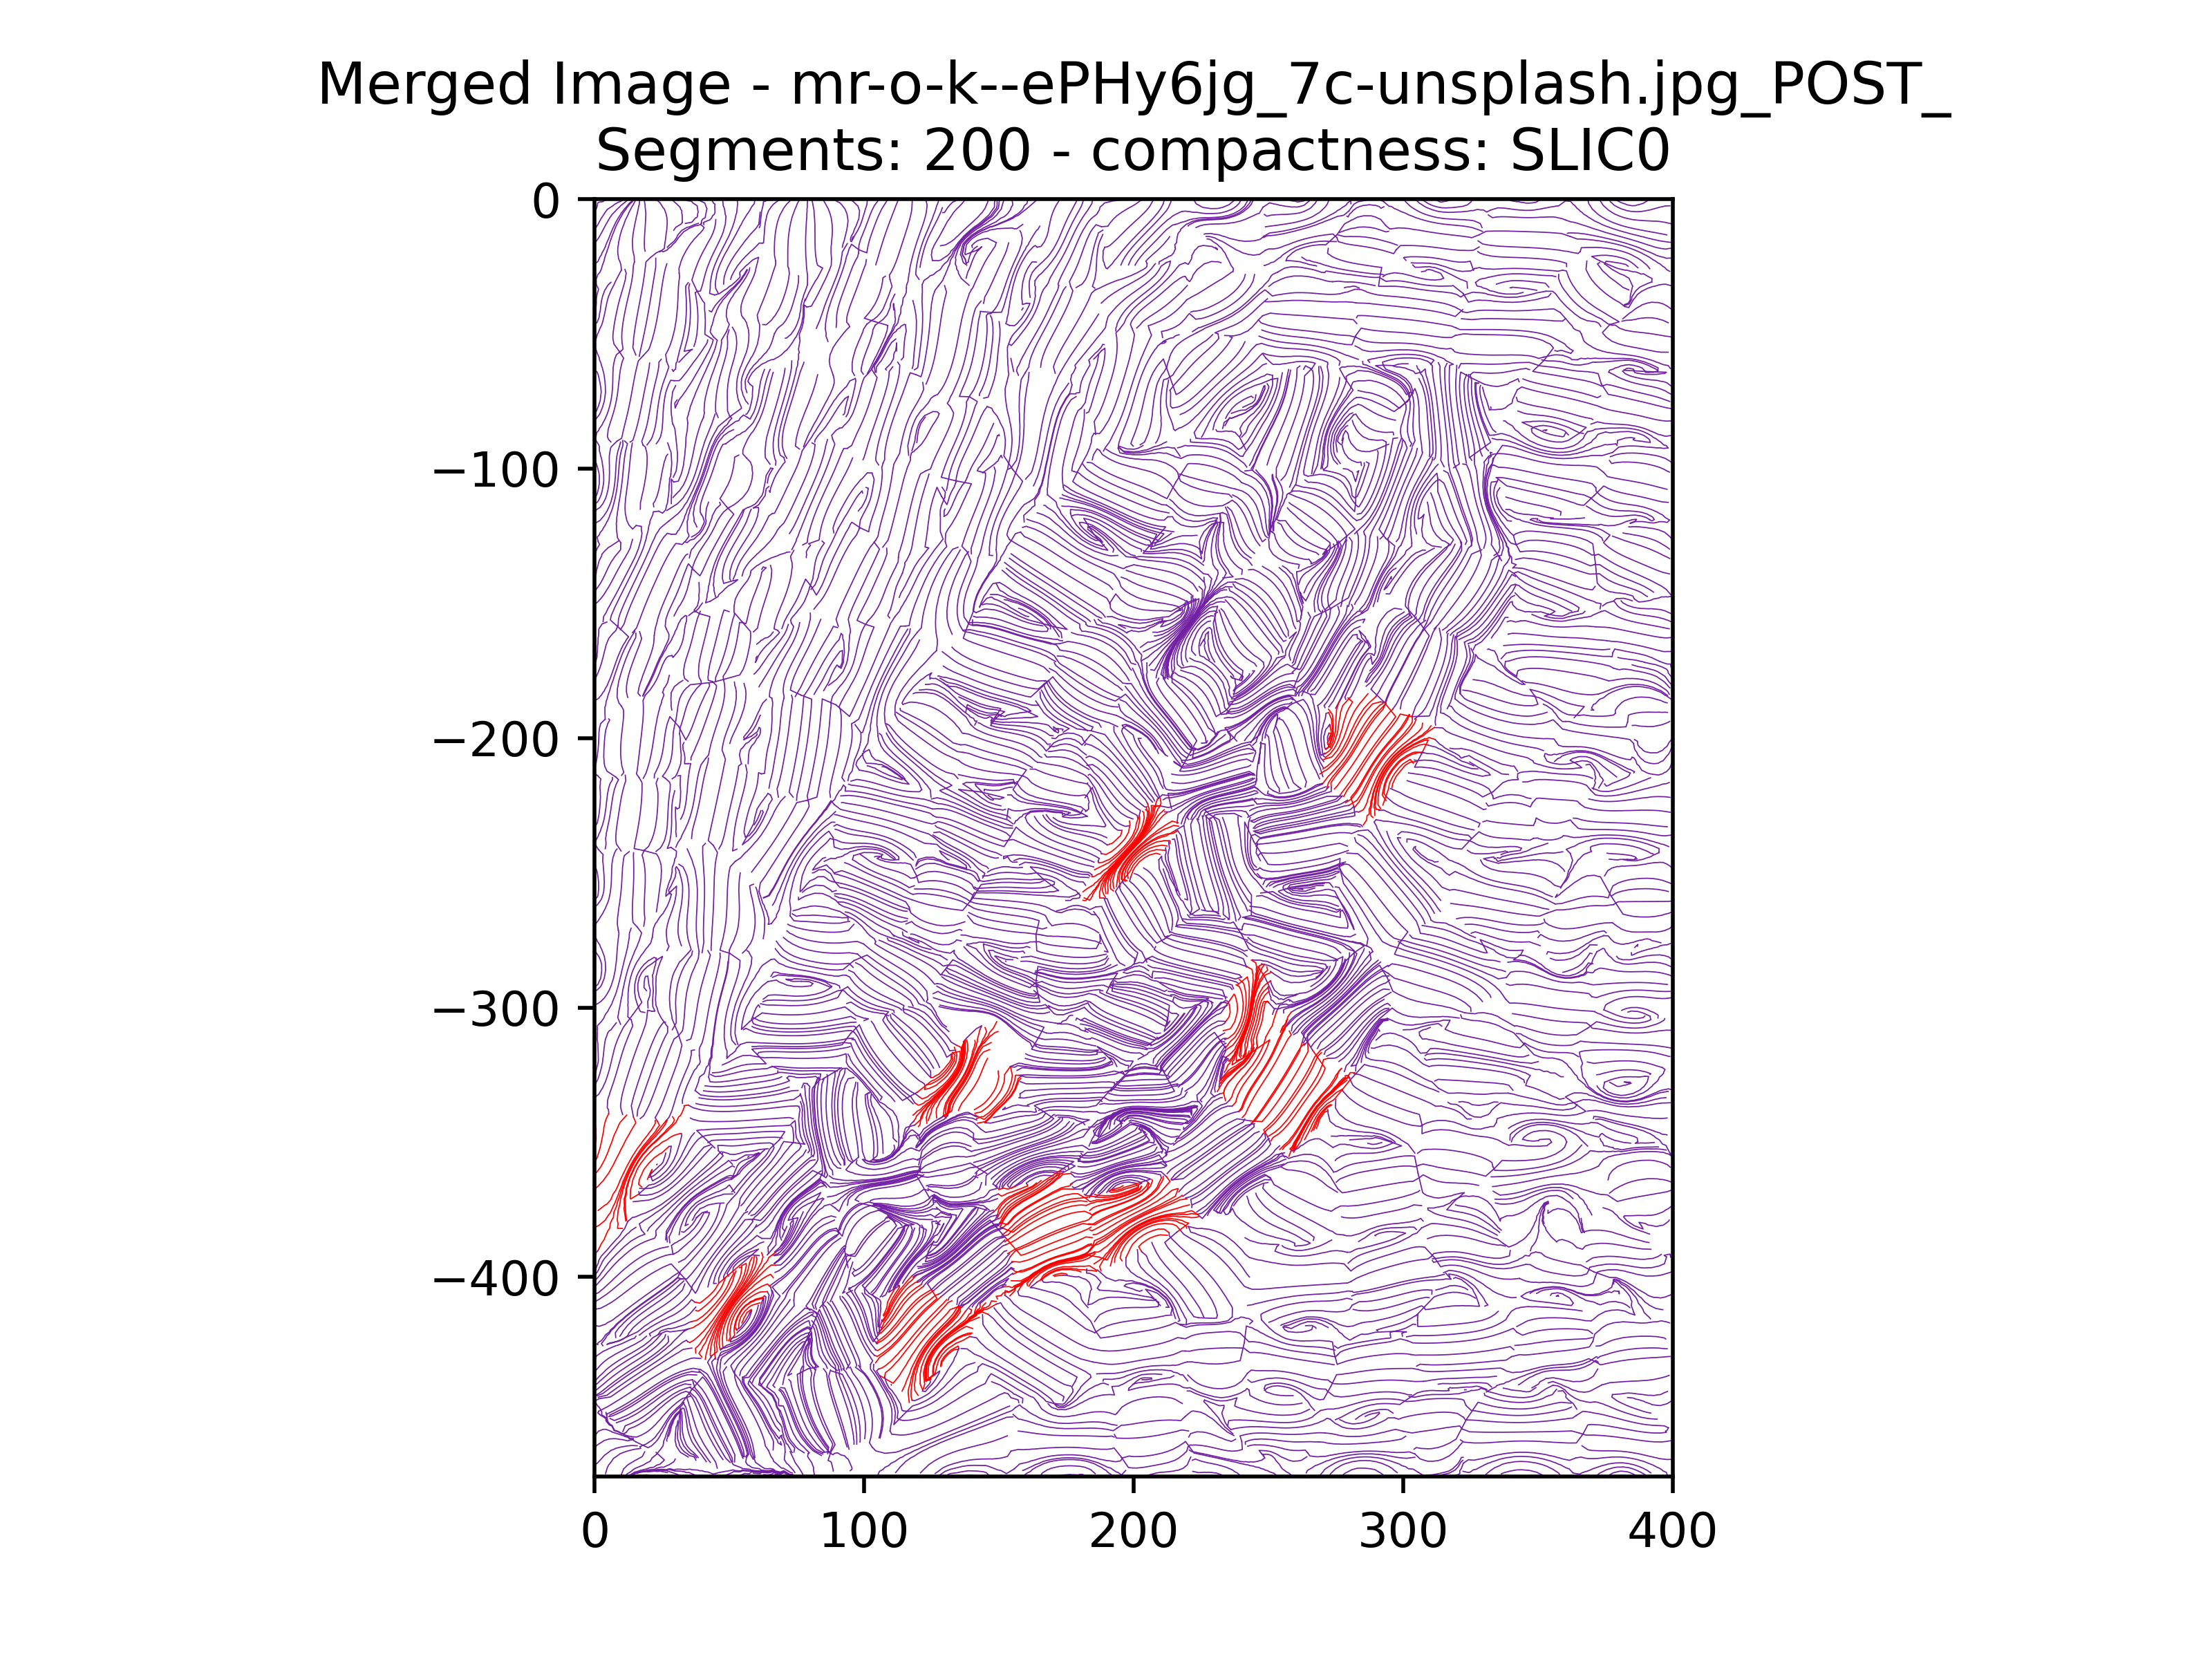 Merged Image - mr-o-k--ePHy6jg_7c-unsplash.jpg_POST_
Segments: 200 - compactness: SLIC0
0
−100
−200
−300
−400
0 100 200 300 400